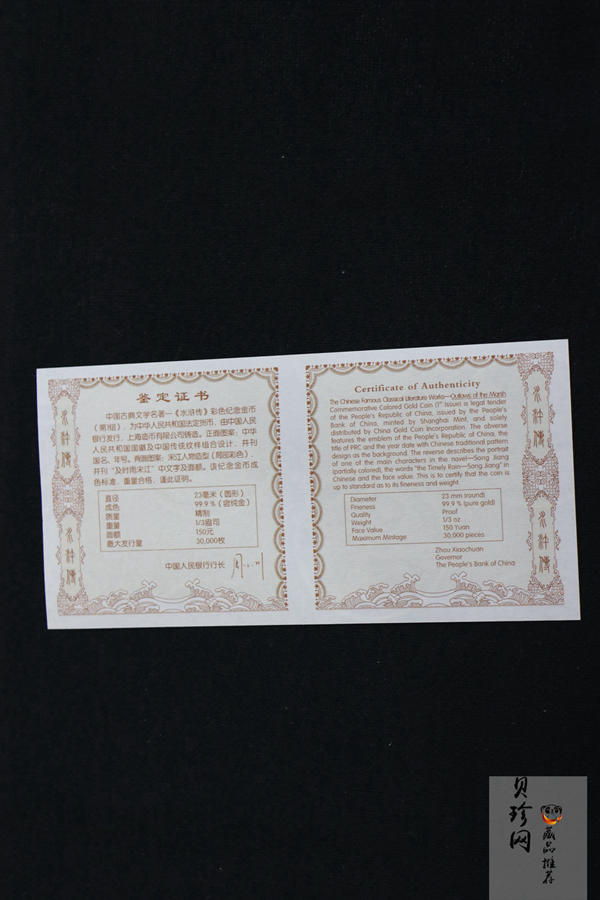 鉴定证书
中国古典文学名著—《水浒传》彩色纪念金币
(第1组),为中华人民共和国法定货币,由中国人民
银行发行,上海造币有限公司铸造。正面图案:中华
人民共和国国徽及中国传统纹样组合设计,并刊
国名、年号。背面图案:宋江人物造型(局部彩色),
并刊“及时雨宋江”中文字及面额。该纪念金币成
色标准,重量合格,谨此证明。
直径 23毫米(圆形)
成色 99.9%(含纯金)
质量 精制
重量 1/3盎司
面额 150元
最大发行量 30,000枚
中国人民银行行长
Certificate of Authenticity
The Chinese Famous Classical Literature Works—Outlaws of the Marsh
Commemorative Colored Gold Coin (1st Issue) is legal tender
of the People's Republic of China, issued by the People's
Bank of China, minted by Shanghai Mint, and solely
distributed by China Gold Coin Incorporation. The obverse
features the emblem of the People's Republic of China, the
title of PRC and the year date with Chinese traditional pattern
design as the background. The reverse describes the portrait
of one of the main characters in the novel—Song Jiang
(partially colored), the words "the Timely Rain—Song Jiang" in
Chinese and the face value. This is to certify that the coin is
up to standard as to its fineness and weight.
Diameter 23 mm (round)
Fineness 99.9 % (pure gold)
Quality Proof
Weight 1/3 oz
Face Value 150 Yuan
Maximum Mintage 30,000 pieces
Zhou Xiaochuan
Governor
The People's Bank of China
水浒传
水浒传
水浒传
水浒传
贝珍网
藏品推荐